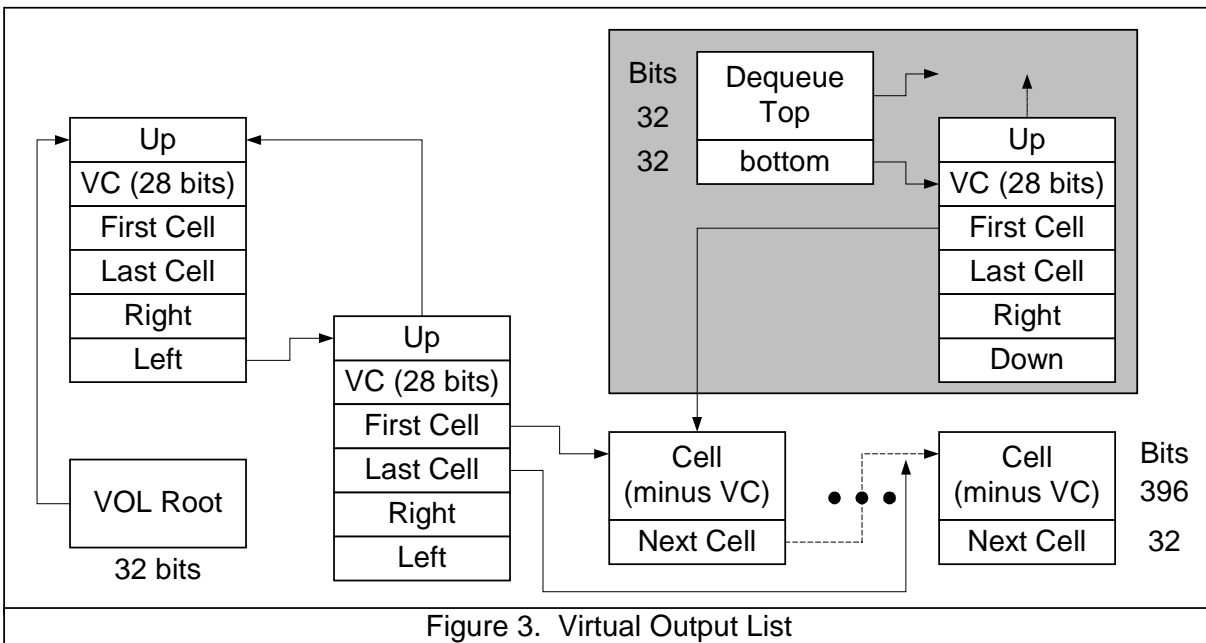 Up
VC (28 bits)
First Cell
Last Cell
Right
Left
VOL Root
32 bits
Up
VC (28 bits)
First Cell
Last Cell
Right
Left
Bits
32
32
Dequeue
Top
bottom
Up
VC (28 bits)
First Cell
Last Cell
Right
Down
Cell
(minus VC)
Next Cell
Cell
(minus VC)
Next Cell
Bits
396
32
Figure 3. Virtual Output List